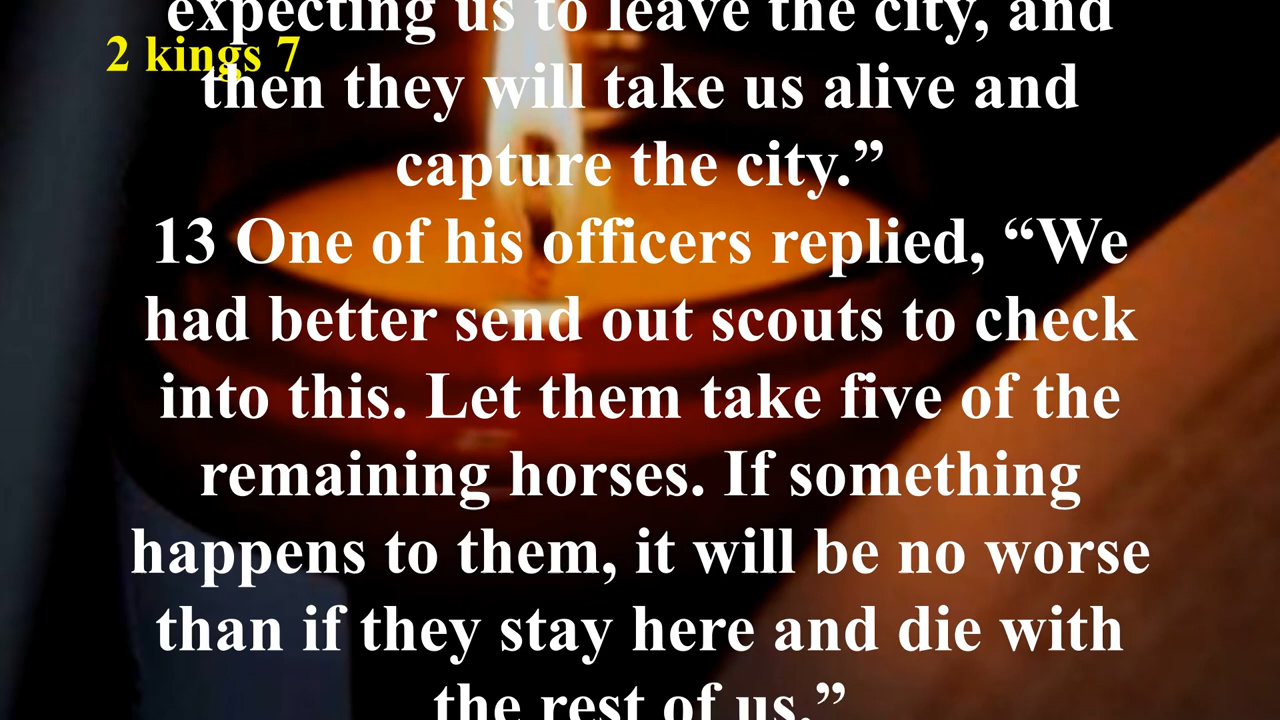 expecting us to leave the city, and
2 kings 7
then they will take us alive and
capture the city.”
13 One of his officers replied, “We
had better send out scouts to check
into this. Let them take five of the
remaining horses. If something
happens to them, it will be no worse
than if they stay here and die with
the rest of us.”